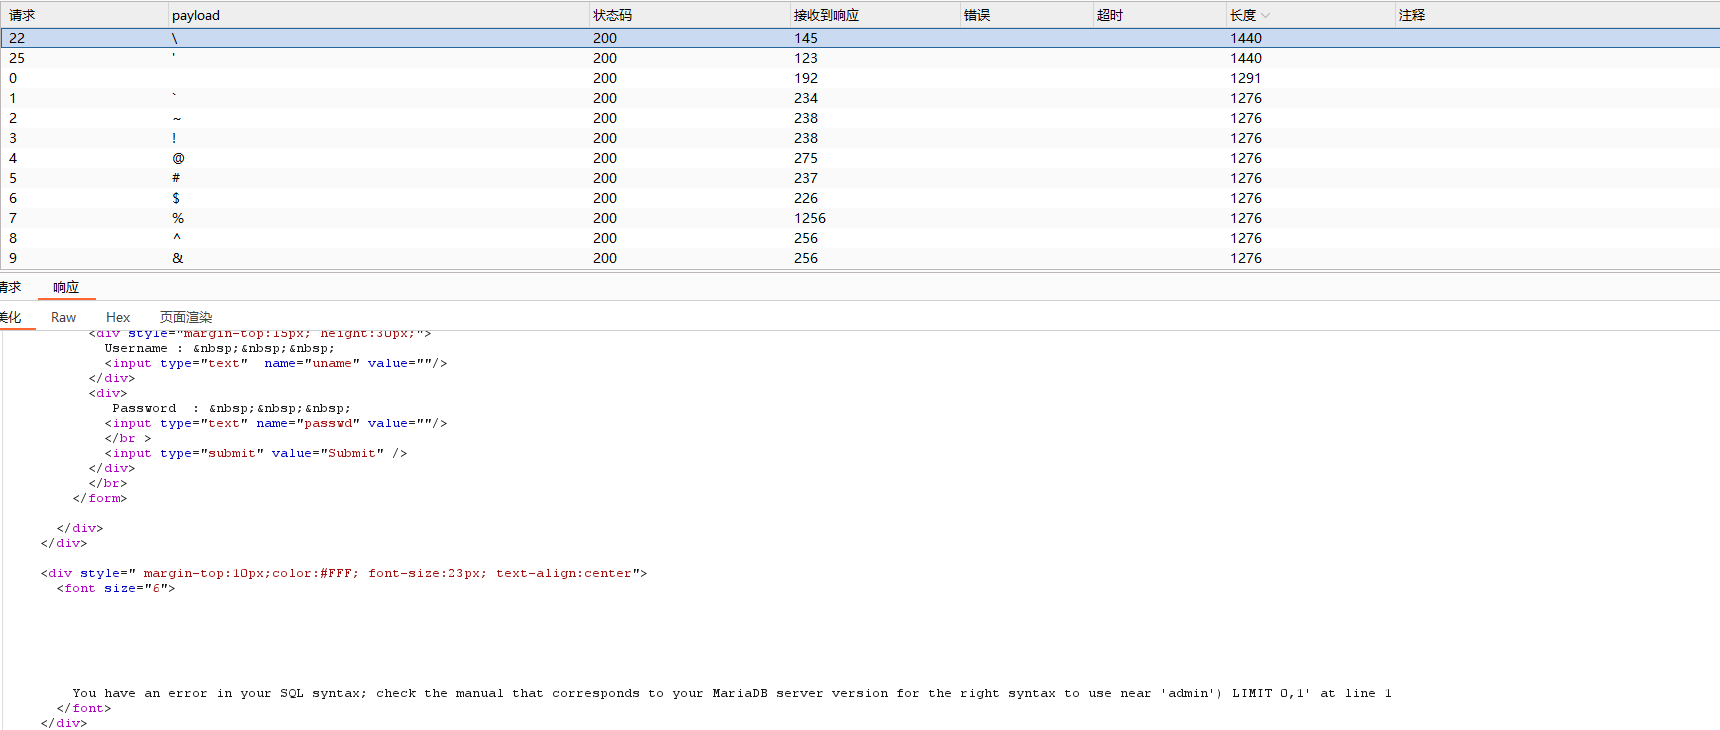 请求 payload 状态码 接收到响应 错误 超时 长度 注释
22 \ 200 145 1440
25 ' 200 123 1440
0 200 192 1291
1 ` 200 234 1276
2 ~ 200 238 1276
3 ! 200 238 1276
4 @ 200 275 1276
5 # 200 237 1276
6 $ 200 226 1276
7 % 200 1256 1276
8 ^ 200 256 1276
9 & 200 256 1276
请求 响应
美化 Raw Hex 页面渲染
<div style="margin-top:15px; height:30px;">
Username : &nbsp;&nbsp;&nbsp;
<input type="text"  name="uname" value=""/>
</div>
<div>
Password  : &nbsp;&nbsp;&nbsp;
<input type="text" name="passwd" value=""/>
</br >
<input type="submit" value="Submit" />
</div>
</br>
</form>
</div>
</div>
<div style=" margin-top:10px;color:#FFF; font-size:23px; text-align:center">
<font size="6">
You have an error in your SQL syntax; check the manual that corresponds to your MariaDB server version for the right syntax to use near 'admin') LIMIT 0,1' at line 1
</font>
</div>